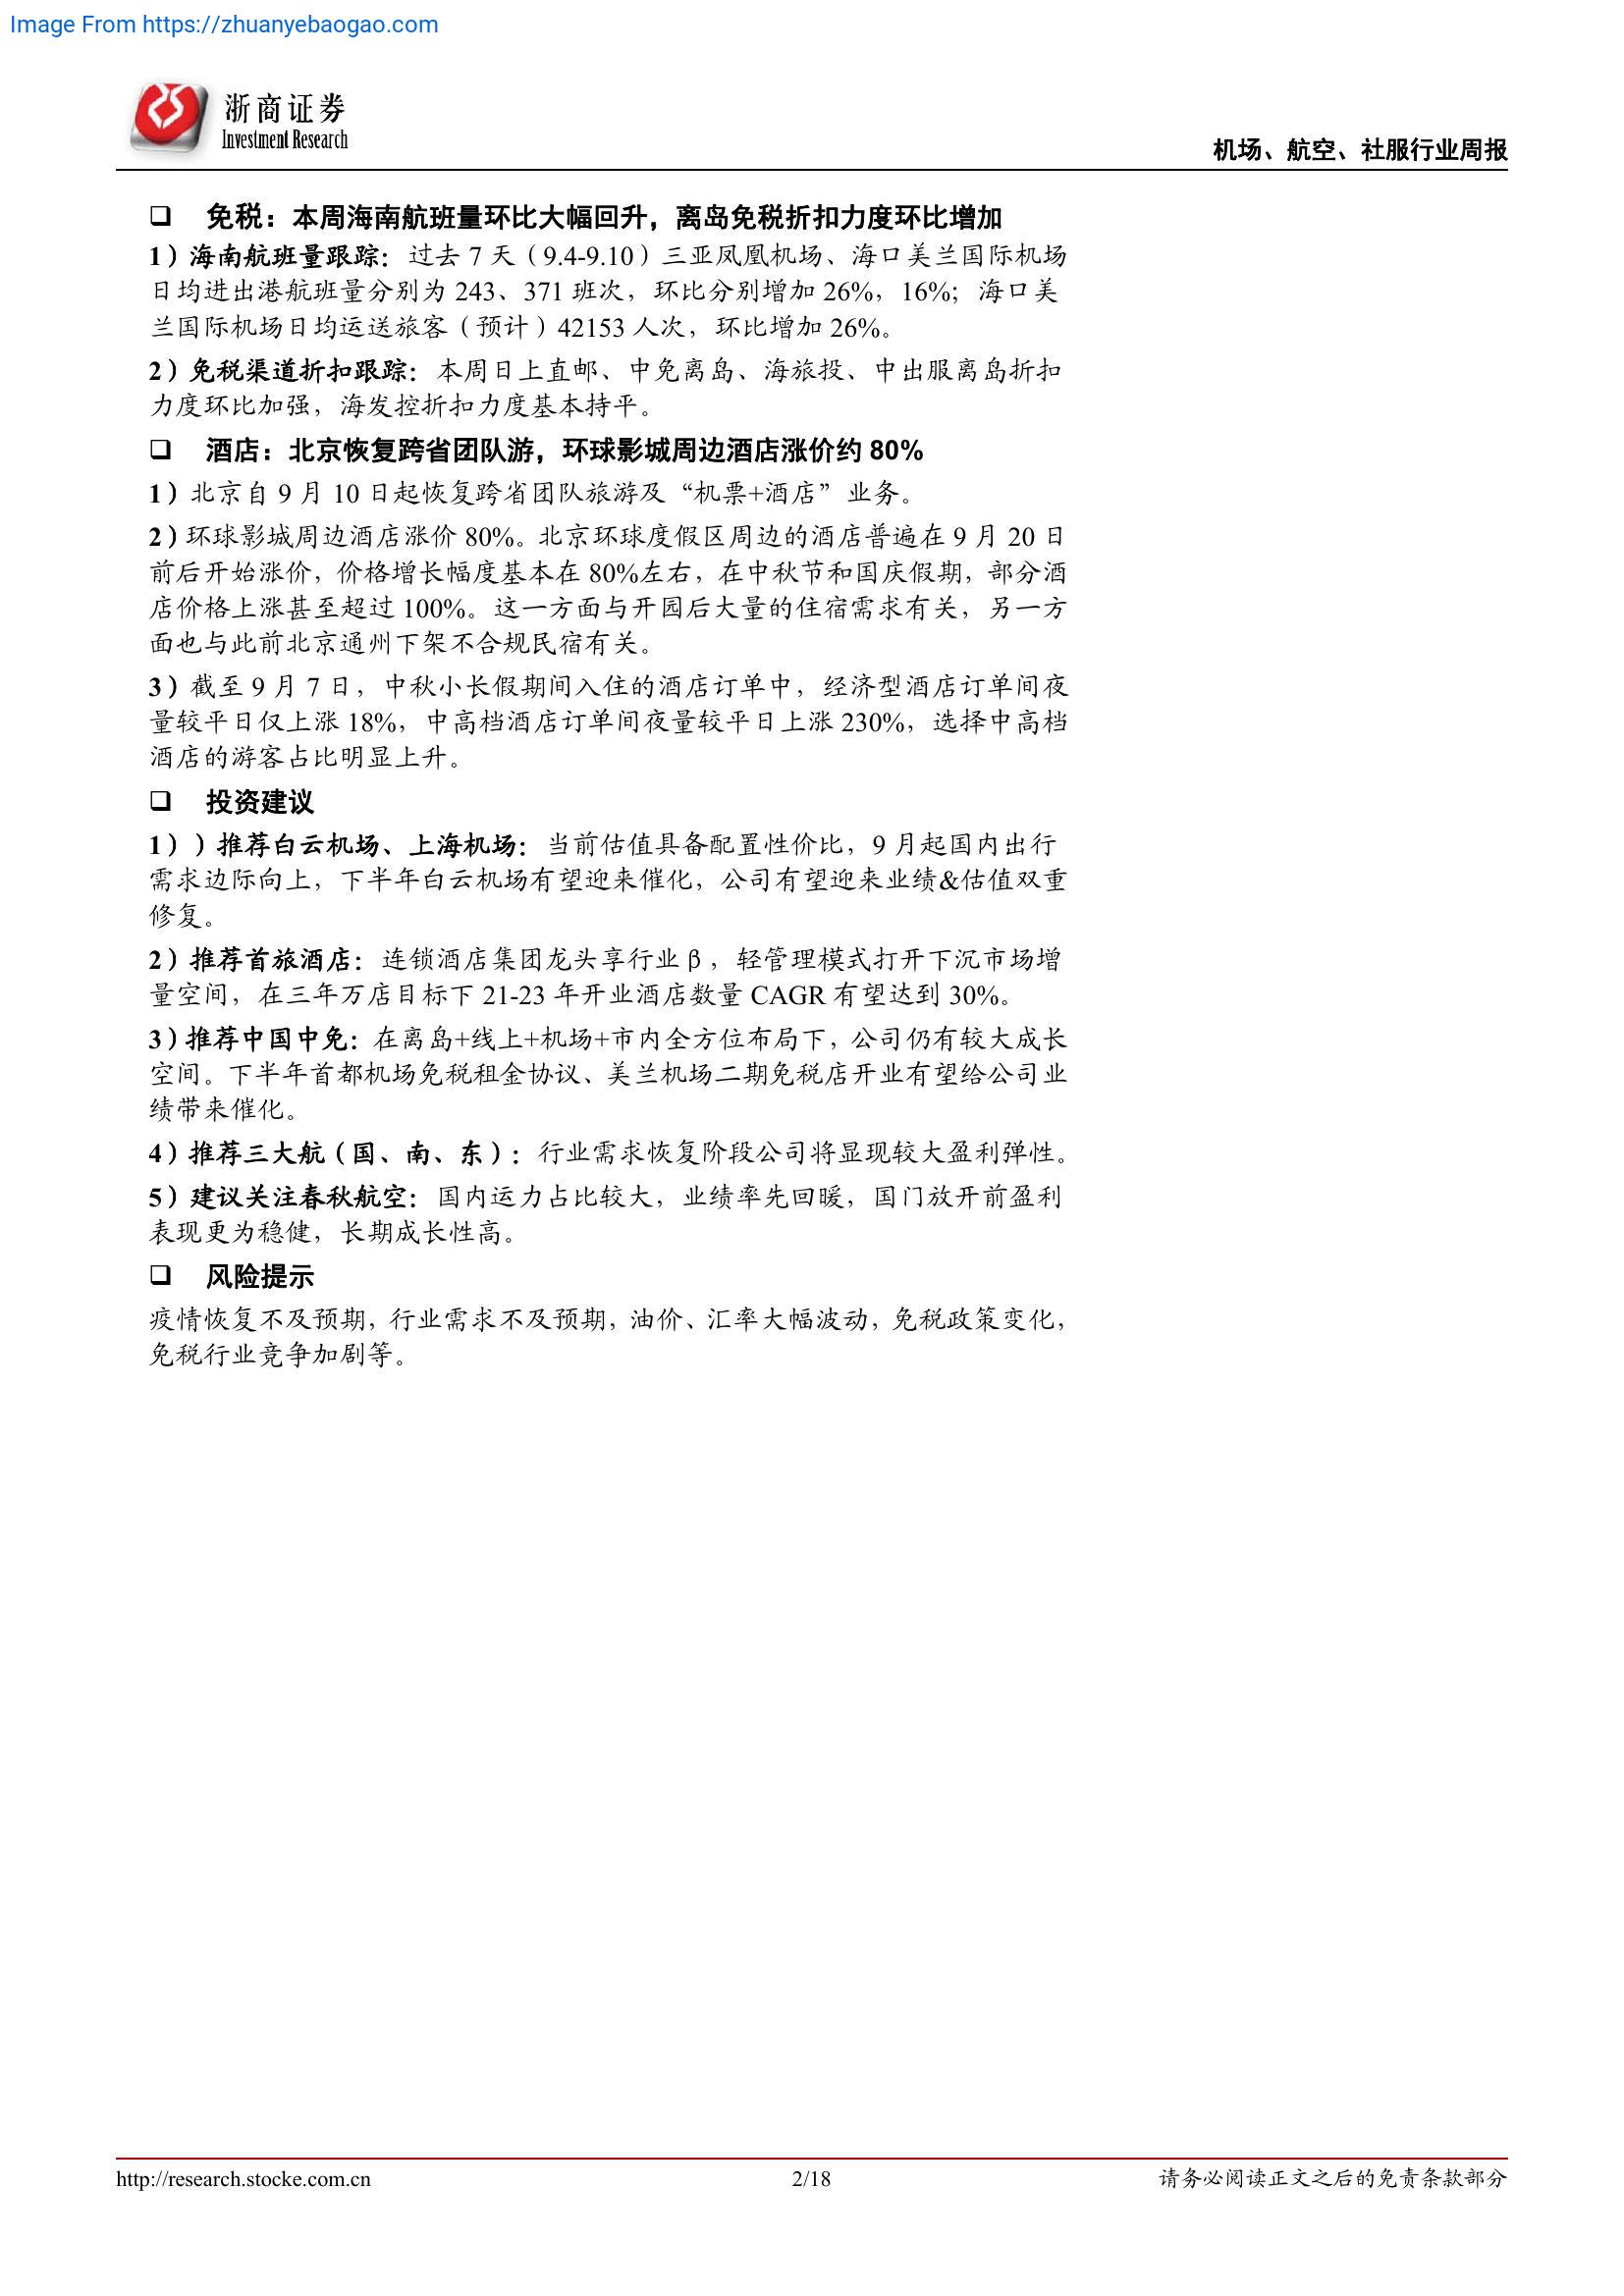 Image From https://zhuanyebaogao.com
浙商证券
Investment Research
机场、航空、社服行业周报
❑ 免税：本周海南航班量环比大幅回升，离岛免税折扣力度环比增加
1）海南航班量跟踪：过去 7 天（9.4-9.10）三亚凤凰机场、海口美兰国际机场
日均进出港航班量分别为 243、371 班次，环比分别增加 26%，16%；海口美
兰国际机场日均运送旅客（预计）42153 人次，环比增加 26%。
2）免税渠道折扣跟踪：本周日上直邮、中免离岛、海旅投、中出服离岛折扣
力度环比加强，海发控折扣力度基本持平。
❑ 酒店：北京恢复跨省团队游，环球影城周边酒店涨价约 80%
1）北京自 9 月 10 日起恢复跨省团队旅游及“机票+酒店”业务。
2）环球影城周边酒店涨价 80%。北京环球度假区周边的酒店普遍在 9 月 20 日
前后开始涨价，价格增长幅度基本在 80%左右，在中秋节和国庆假期，部分酒
店价格上涨甚至超过 100%。这一方面与开园后大量的住宿需求有关，另一方
面也与此前北京通州下架不合规民宿有关。
3）截至 9 月 7 日，中秋小长假期间入住的酒店订单中，经济型酒店订单间夜
量较平日仅上涨 18%，中高档酒店订单间夜量较平日上涨 230%，选择中高档
酒店的游客占比明显上升。
❑ 投资建议
1））推荐白云机场、上海机场：当前估值具备配置性价比，9 月起国内出行
需求边际向上，下半年白云机场有望迎来催化，公司有望迎来业绩&估值双重
修复。
2）推荐首旅酒店：连锁酒店集团龙头享行业 β，轻管理模式打开下沉市场增
量空间，在三年万店目标下 21-23 年开业酒店数量 CAGR 有望达到 30%。
3）推荐中国中免：在离岛+线上+机场+市内全方位布局下，公司仍有较大成长
空间。下半年首都机场免税租金协议、美兰机场二期免税店开业有望给公司业
绩带来催化。
4）推荐三大航（国、南、东）：行业需求恢复阶段公司将显现较大盈利弹性。
5）建议关注春秋航空：国内运力占比较大，业绩率先回暖，国门放开前盈利
表现更为稳健，长期成长性高。
❑ 风险提示
疫情恢复不及预期，行业需求不及预期，油价、汇率大幅波动，免税政策变化，
免税行业竞争加剧等。
http://research.stocke.com.cn
2/18
请务必阅读正文之后的免责条款部分